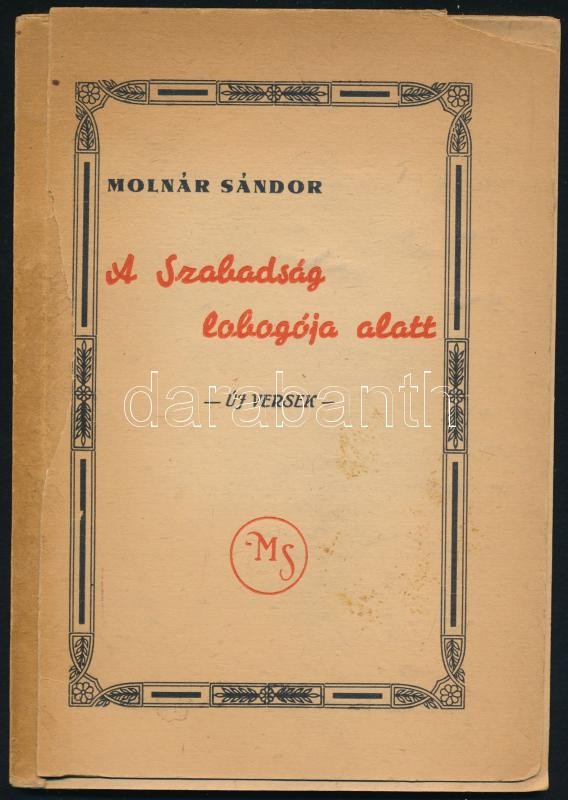 MOLNÁR SÁNDOR
A Szabadság
lobogója alatt
darabanth
— ÚJ VERSEK —
MS